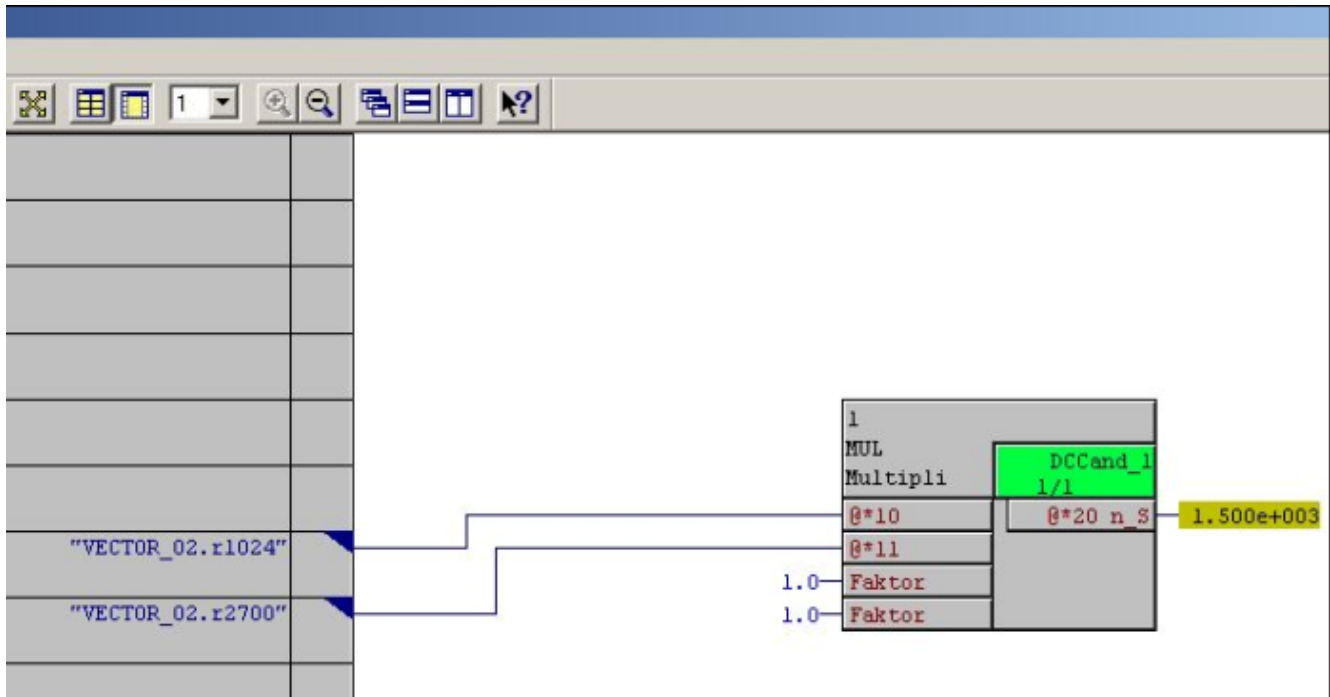 1
1
MUL
Multipli
DCCand_1
1/1
@*10
@*20 n_S
1.500e+003
"VECTOR_02.r1024"
@*11
1.0
Faktor
"VECTOR_02.r2700"
1.0
Faktor